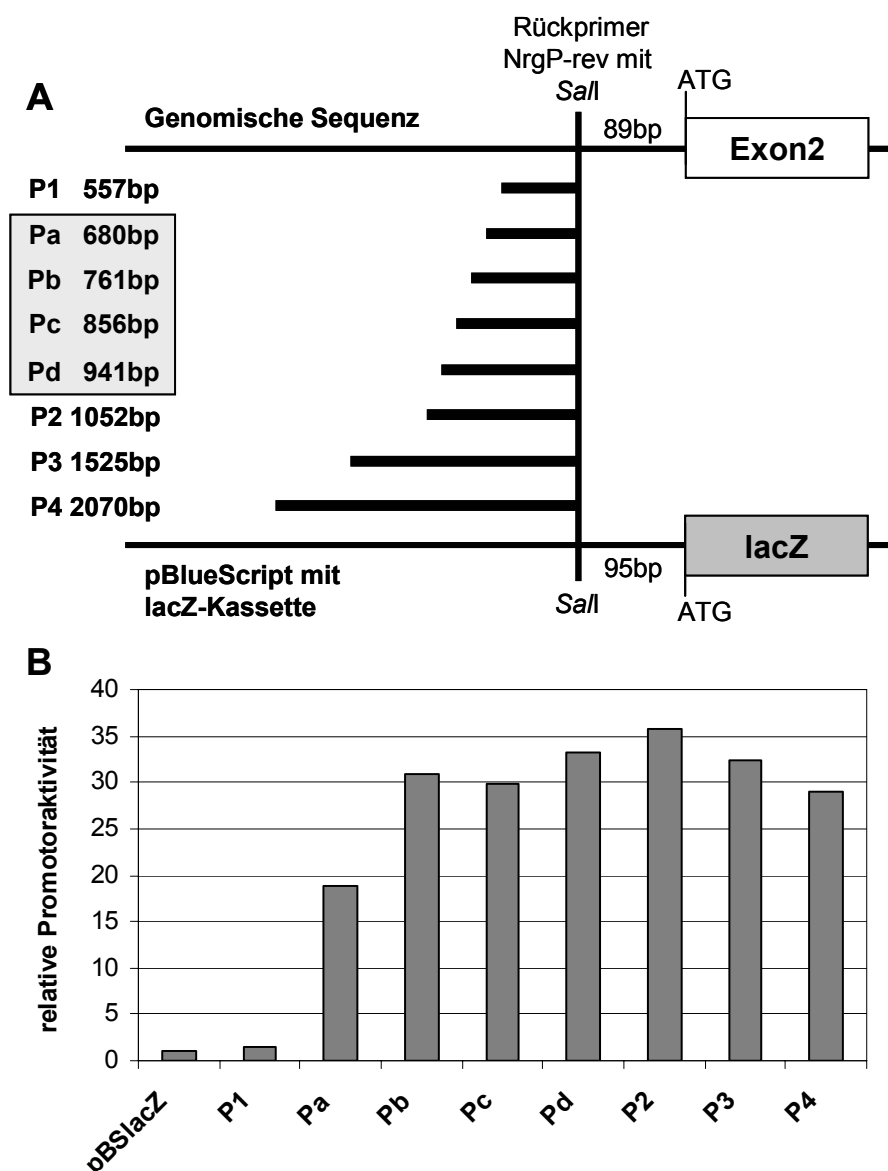 Rückprimer
NrgP-rev mit
SalI
ATG
A
Genomische Sequenz
89bp
Exon2
P1 557bp
Pa 680bp
Pb 761bp
Pc 856bp
Pd 941bp
P2 1052bp
P3 1525bp
P4 2070bp
lacZ
pBlueScript mit
lacZ-Kassette
95bp
SalI
ATG
B
relative Promotoraktivität
40
35
30
25
20
15
10
5
0
pBSlacZ
P1
Pa
Pb
Pc
Pd
P2
P3
P4